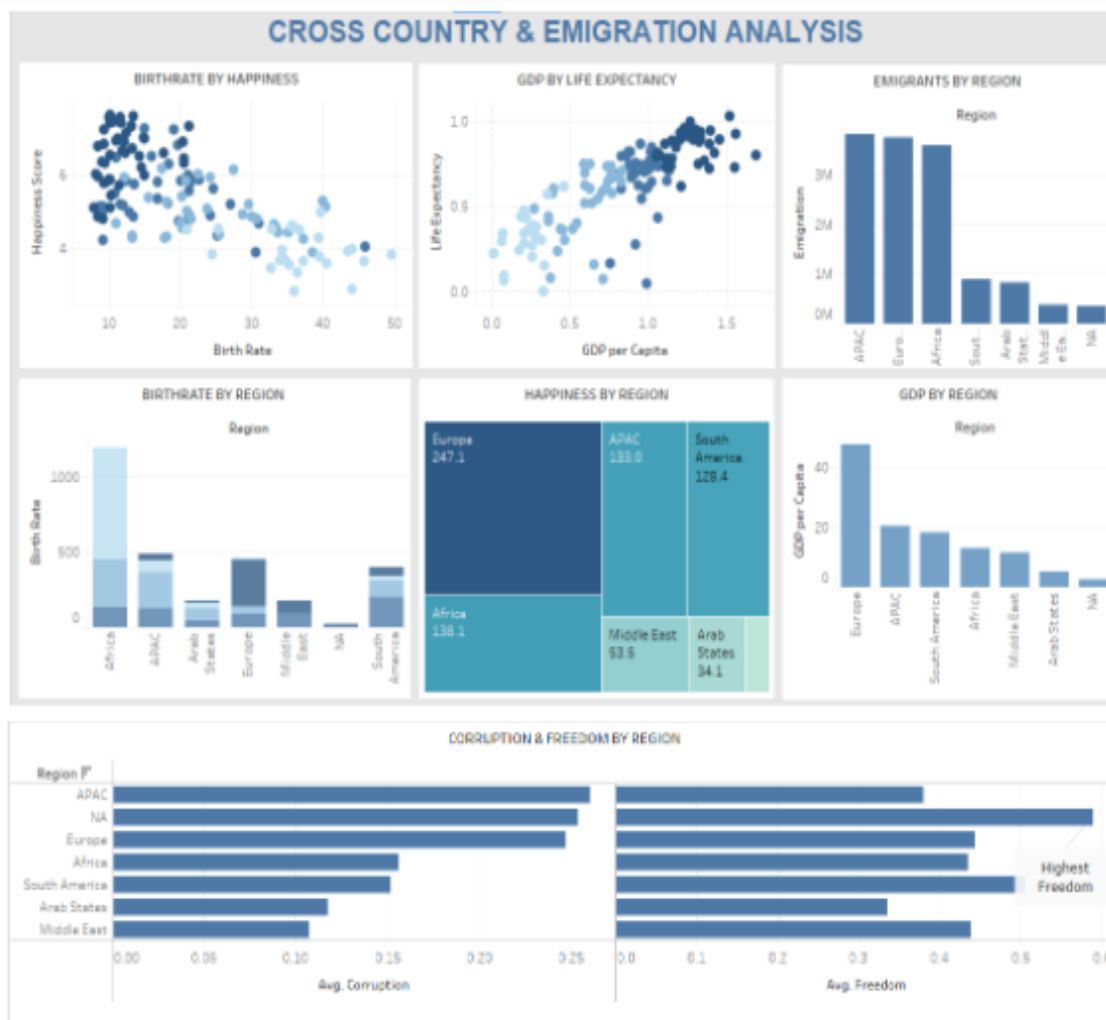 CROSS COUNTRY & EMIGRATION ANALYSIS
BIRTHRATE BY HAPPINESS
Happiness Score
6
4
10 20 30 40 50
Birth Rate
GDP BY LIFE EXPECTANCY
Life Expectancy
1.0
0.5
0.0
0.0 0.5 1.0 1.5
GDP per Capita
EMIGRANTS BY REGION
Region
Emigration
3M
2M
1M
0M
APAC
Euro..
Africa
Sout..
Arab
Stat..
Middl
e Ea..
NA
BIRTHRATE BY REGION
Region
Birth Rate
1000
500
0
Africa
APAC
Arab
States
Europe
Middle
East
NA
South
America
HAPPINESS BY REGION
Europe
247.1
APAC
133.0
South
America
128.4
Africa
138.1
Middle East
53.5
Arab
States
34.1
GDP BY REGION
Region
GDP per Capita
40
20
0
Europe
APAC
South America
Africa
Middle East
Arab States
NA
CORRUPTION & FREEDOM BY REGION
Region
APAC
NA
Europe
Africa
South America
Arab States
Middle East
Highest
Freedom
0.00 0.05 0.10 0.15 0.20 0.25
Avg. Corruption
0.0 0.1 0.2 0.3 0.4 0.5
Avg. Freedom